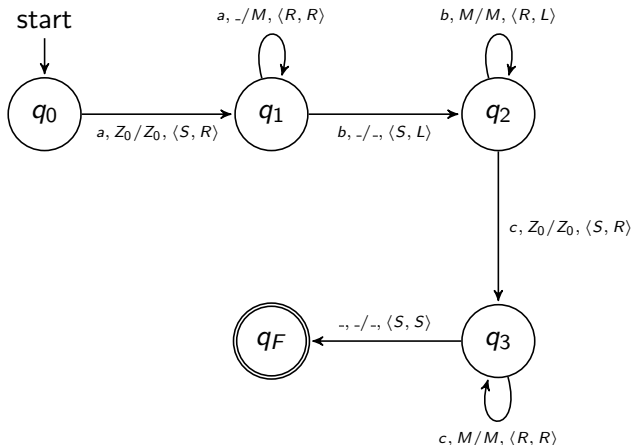 start
a, _/M, ⟨R, R⟩
b, M/M, ⟨R, L⟩
q0
q1
q2
a, Z0/Z0, ⟨S, R⟩
b, _/_, ⟨S, L⟩
c, Z0/Z0, ⟨S, R⟩
_, _/_, ⟨S, S⟩
qF
q3
c, M/M, ⟨R, R⟩